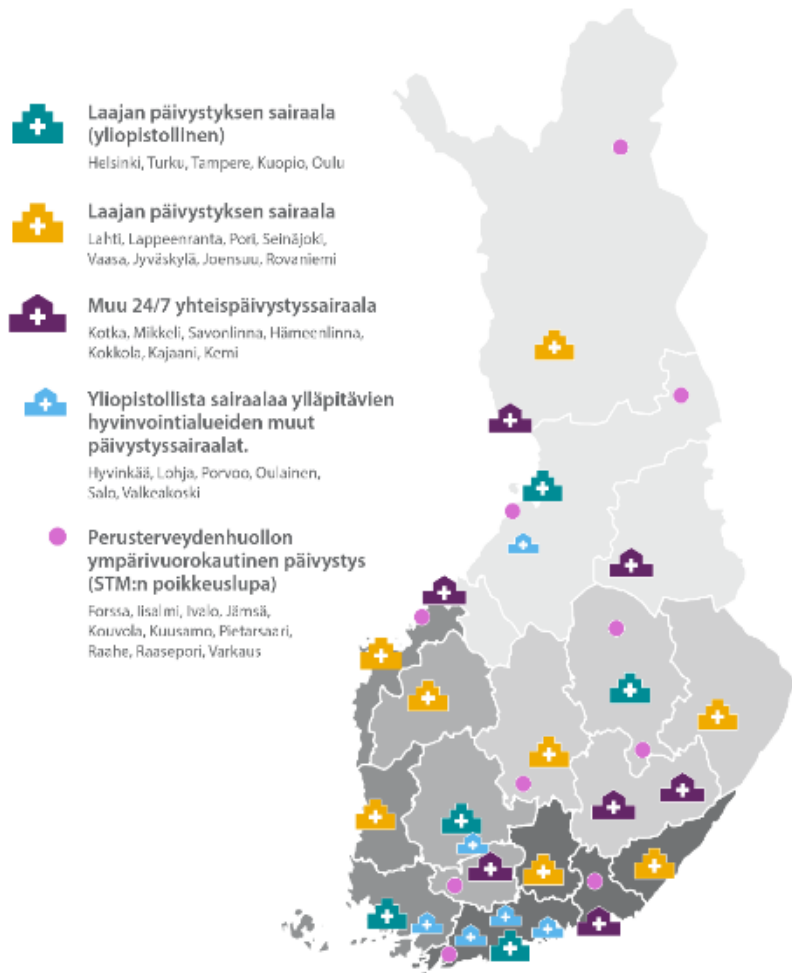 Laajan päivystyksen sairaala
(yliopistollinen)
Helsinki, Turku, Tampere, Kuopio, Oulu
Laajan päivystyksen sairaala
Lahti, Lappeenranta, Pori, Seinäjoki,
Vaasa, Jyväskylä, Joensuu, Rovaniemi
Muu 24/7 yhteispäivystyssairaala
Kotka, Mikkeli, Savonlinna, Hämeenlinna,
Kokkola, Kajaani, Kemi
Yliopistollista sairaalaa ylläpitävien
hyvinvointialueiden muut
päivystyssairaalat.
Hyvinkää, Lohja, Porvoo, Oulainen,
Salo, Valkeakoski
Perusterveydenhuollon
ympärivuorokautinen päivystys
(STM:n poikkeuslupa)
Forssa, Iisalmi, Ivalo, Jämsä,
Kouvola, Kuusamo, Pietarsaari,
Raahe, Raasepori, Varkaus